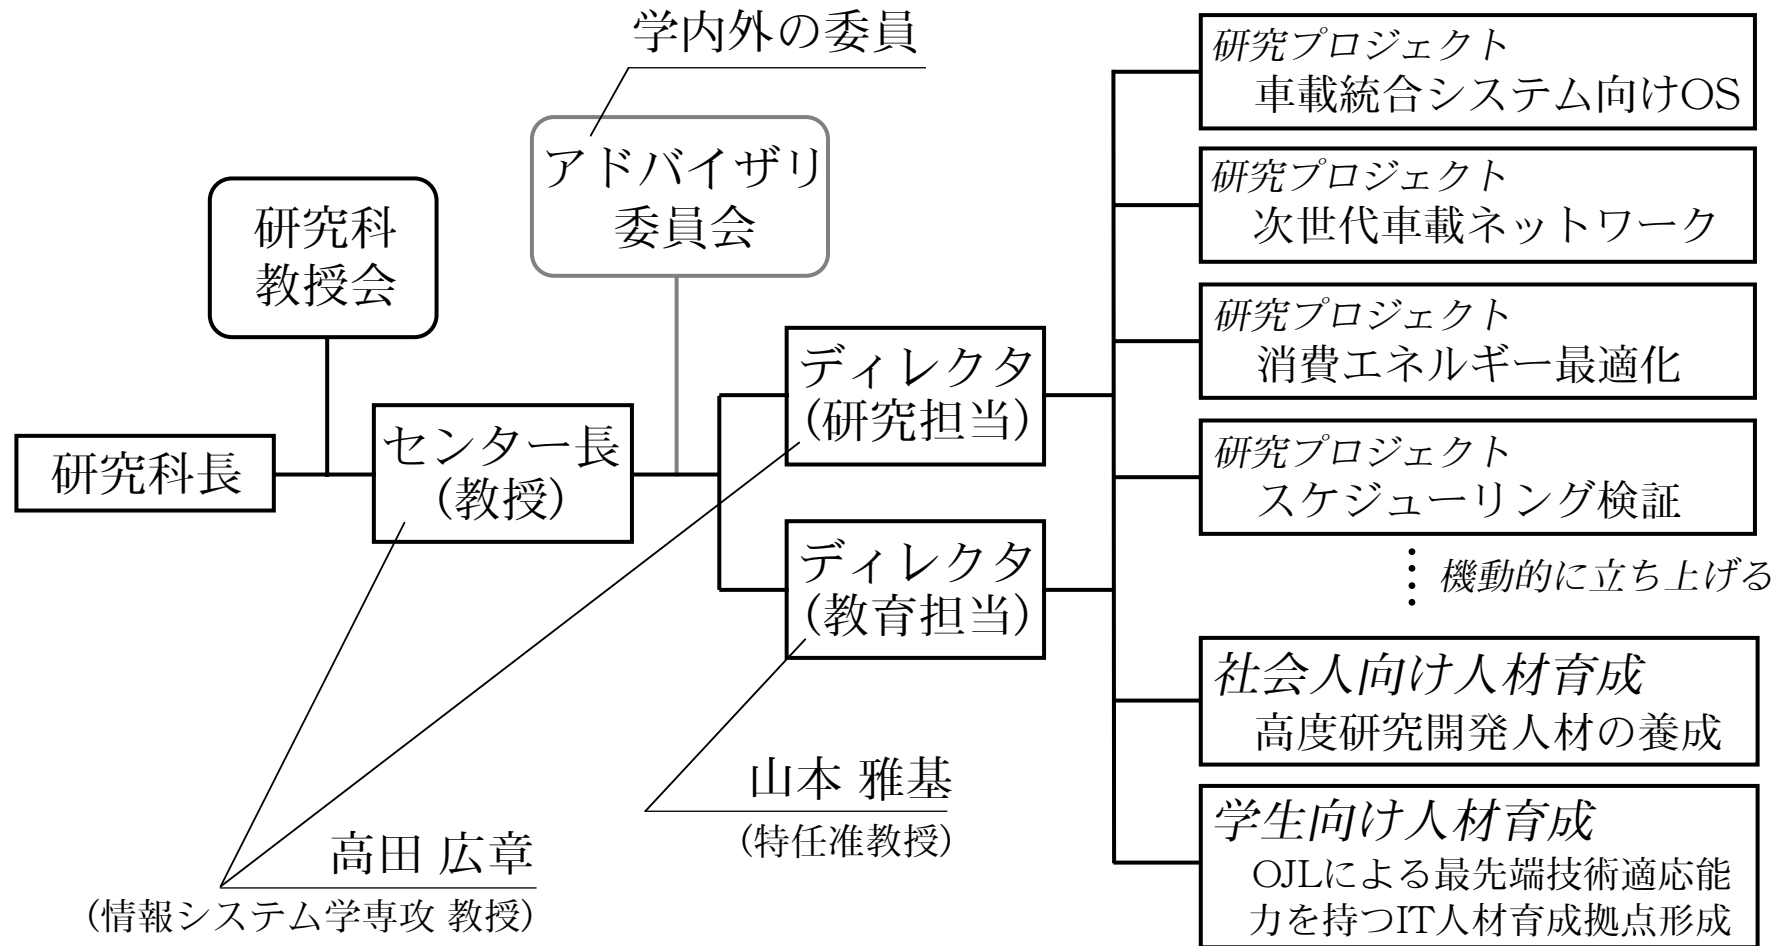 学内外の委員
アドバイザリ
委員会
研究科
教授会
研究科長
センター長
(教授)
ディレクタ
(研究担当)
ディレクタ
(教育担当)
高田 広章
(情報システム学専攻 教授)
山本 雅基
(特任准教授)
研究プロジェクト
車載統合システム向けOS
研究プロジェクト
次世代車載ネットワーク
研究プロジェクト
消費エネルギー最適化
研究プロジェクト
スケジューリング検証
機動的に立ち上げる
社会人向け人材育成
高度研究開発人材の養成
学生向け人材育成
OJLによる最先端技術適応能
力を持つIT人材育成拠点形成